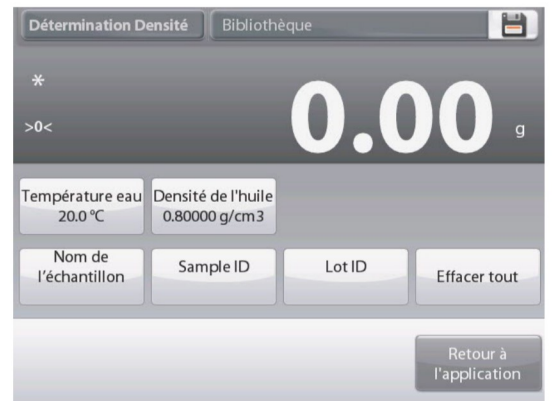 Détermination Densité
Bibliothèque
*
>0<
0.00 g
Température eau
20.0 °C
Densité de l'huile
0.80000 g/cm3
Nom de
l'échantillon
Sample ID
Lot ID
Effacer tout
Retour à
l'application